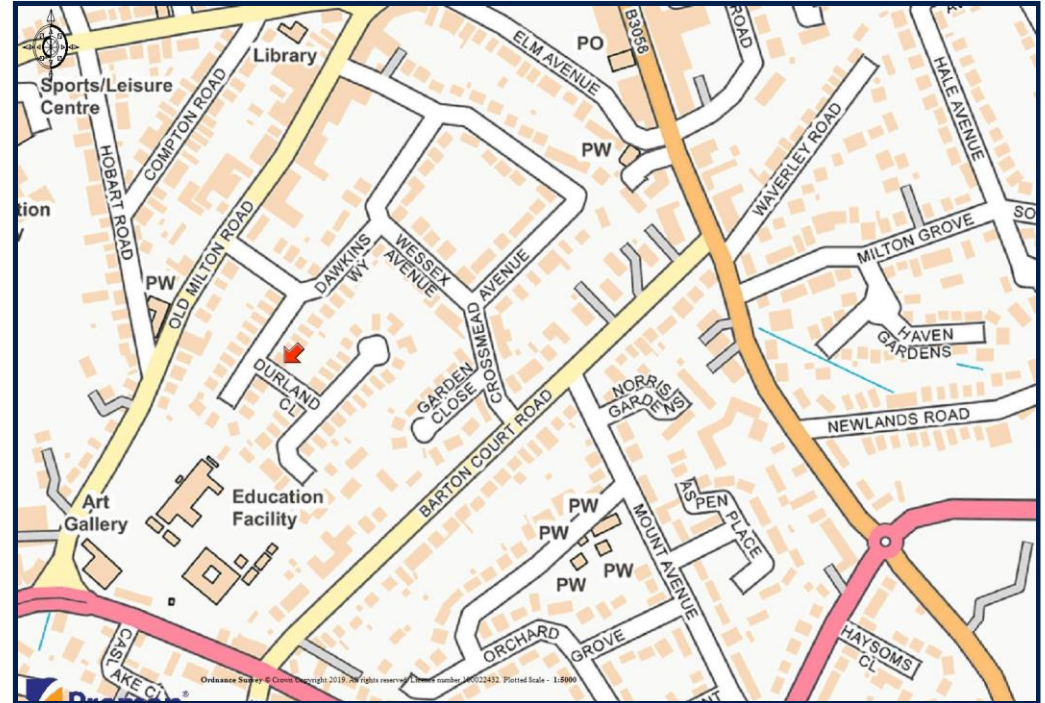 Library
Sports/Leisure
Centre
COMPTON ROAD
HOBART ROAD
tion
PW
OLD MILTON ROAD
ELM AVENUE
PO
B3058
ROAD
PW
WAVERLEY ROAD
HALE AVENUE
SO
MILTON GROVE
HAVEN
GARDENS
NEWLANDS ROAD
DAWKINS
WY
WESSEX
AVENUE
CROSSMEAD AVENUE
DURLAND
CL
GARDEN
CLOSE
NORRIS
GARDENS
BARTON COURT ROAD
Art
Gallery
Education
Facility
PW
PW
PW
PW
ASPEN PLACE
MOUNT AVENUE
ORCHARD
GROVE
HAYSOMS
CL
Ordnance Survey © Crown Copyright 2019. All rights reserved. Licence number 100022432. Plotted Scale - 1:5000